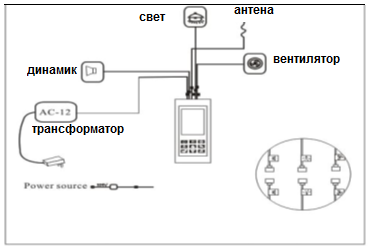 свет
антена
динамик
вентилятор
AC-12
трансформатор
Power source